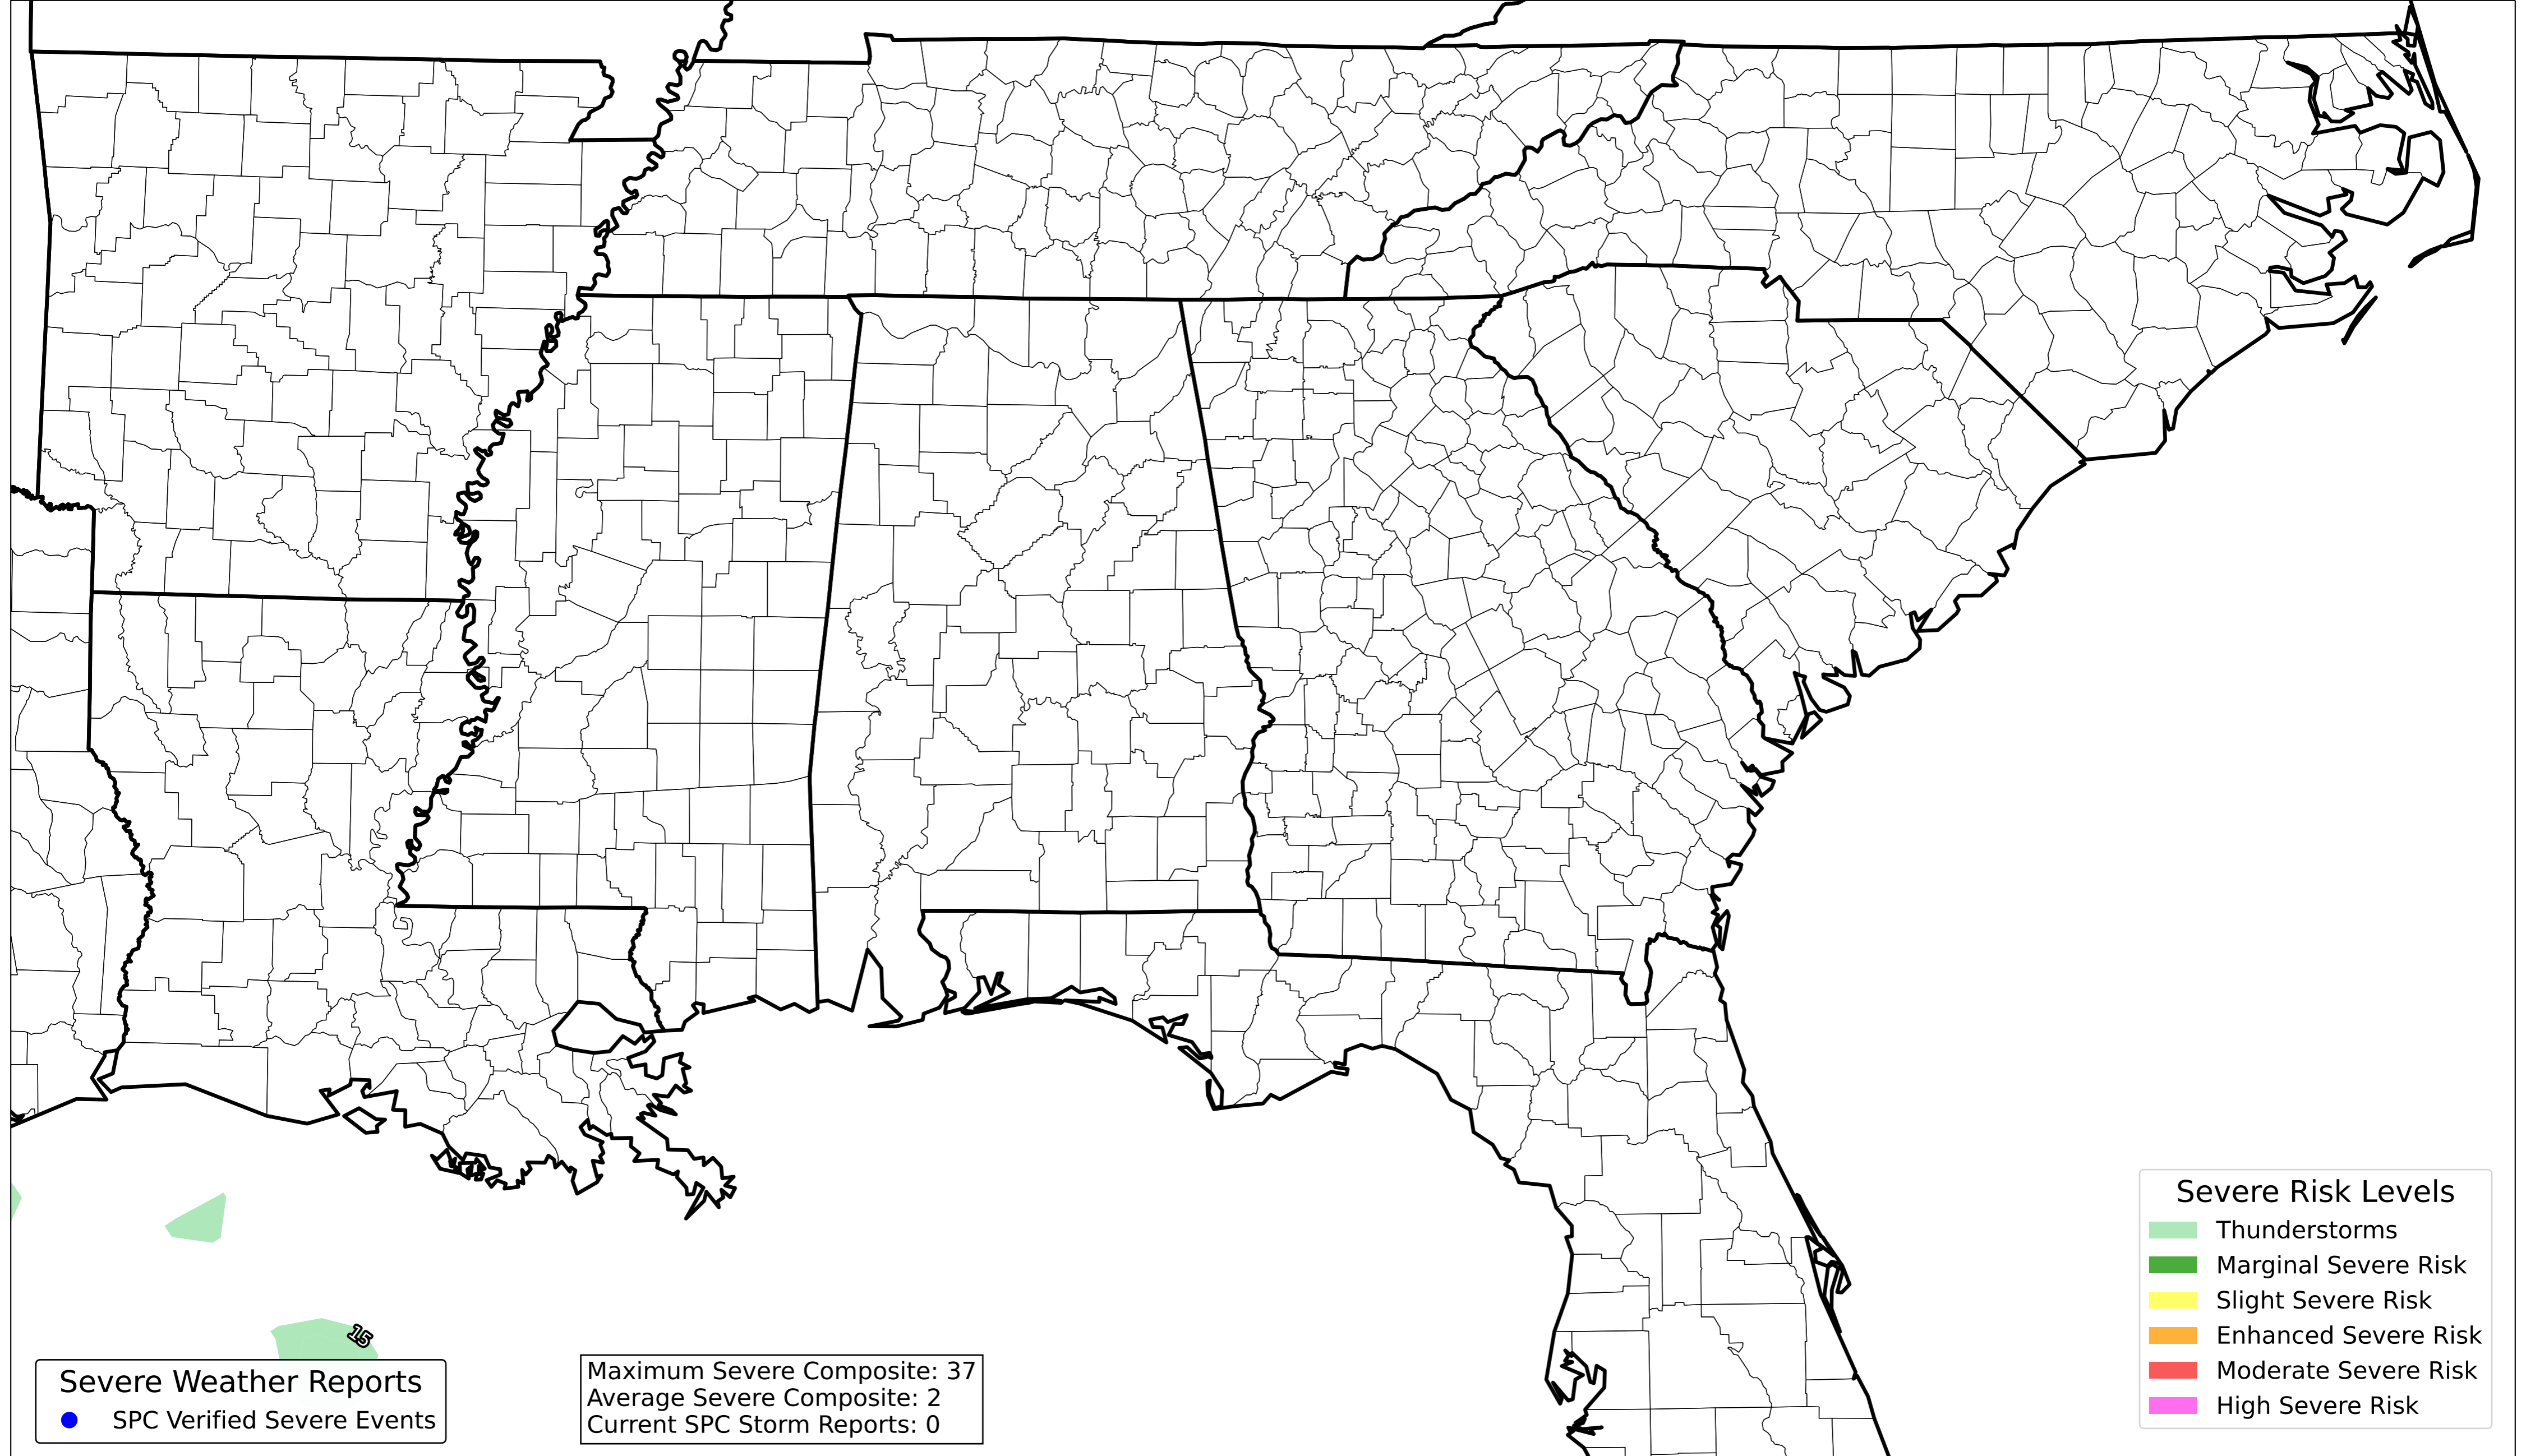 15
Severe Weather Reports
SPC Verified Severe Events
Maximum Severe Composite: 37
Average Severe Composite: 2
Current SPC Storm Reports: 0
Severe Risk Levels
Thunderstorms
Marginal Severe Risk
Slight Severe Risk
Enhanced Severe Risk
Moderate Severe Risk
High Severe Risk